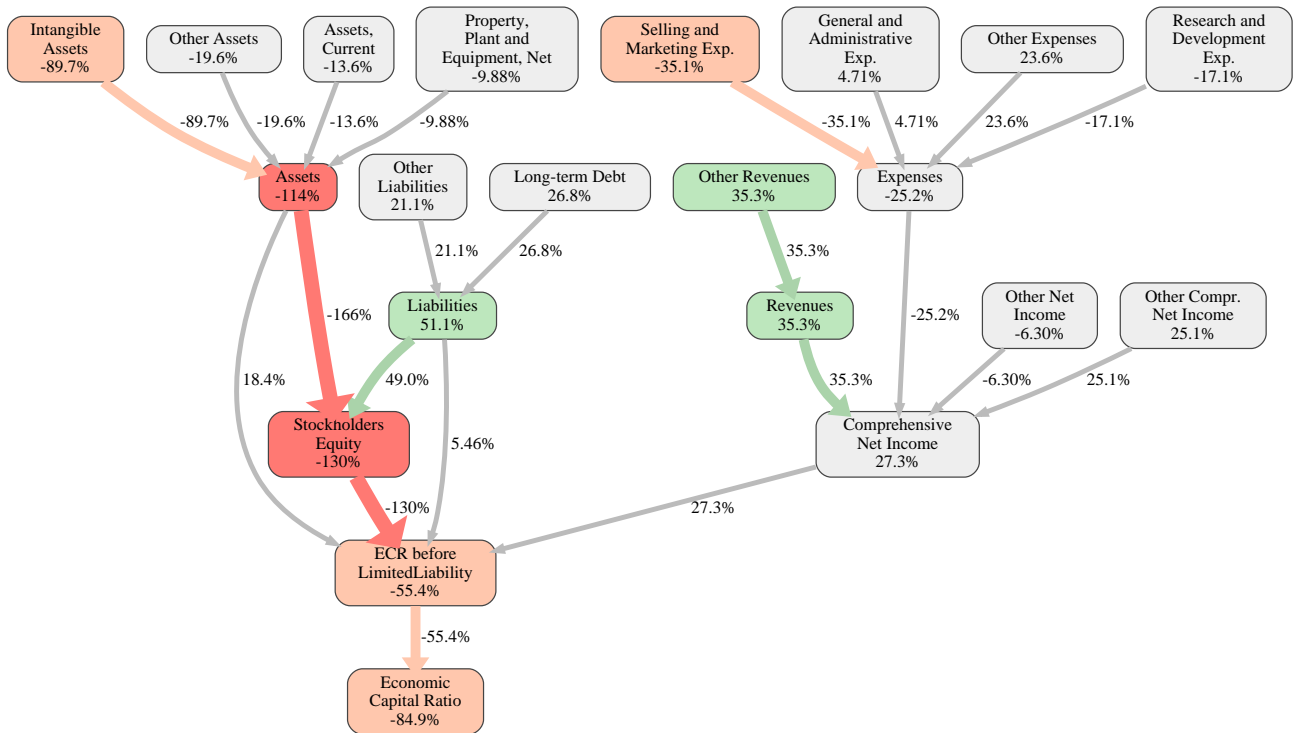 Intangible
Assets
-89.7%
Other Assets
-19.6%
Assets,
Current
-13.6%
Property,
Plant and
Equipment, Net
-9.88%
Selling and
Marketing Exp.
-35.1%
General and
Administrative
Exp.
4.71%
Other Expenses
23.6%
Research and
Development
Exp.
-17.1%
-89.7%
-19.6%
-13.6%
-9.88%
-35.1%
4.71%
23.6%
-17.1%
Assets
-114%
Other
Liabilities
21.1%
Long-term Debt
26.8%
Other Revenues
35.3%
Expenses
-25.2%
21.1%
26.8%
35.3%
Liabilities
51.1%
Revenues
35.3%
Other Net
Income
-6.30%
Other Compr.
Net Income
25.1%
-166%
-25.2%
18.4%
49.0%
35.3%
-6.30%
25.1%
Stockholders
Equity
-130%
5.46%
Comprehensive
Net Income
27.3%
-130%
27.3%
ECR before
LimitedLiability
-55.4%
-55.4%
Economic
Capital Ratio
-84.9%